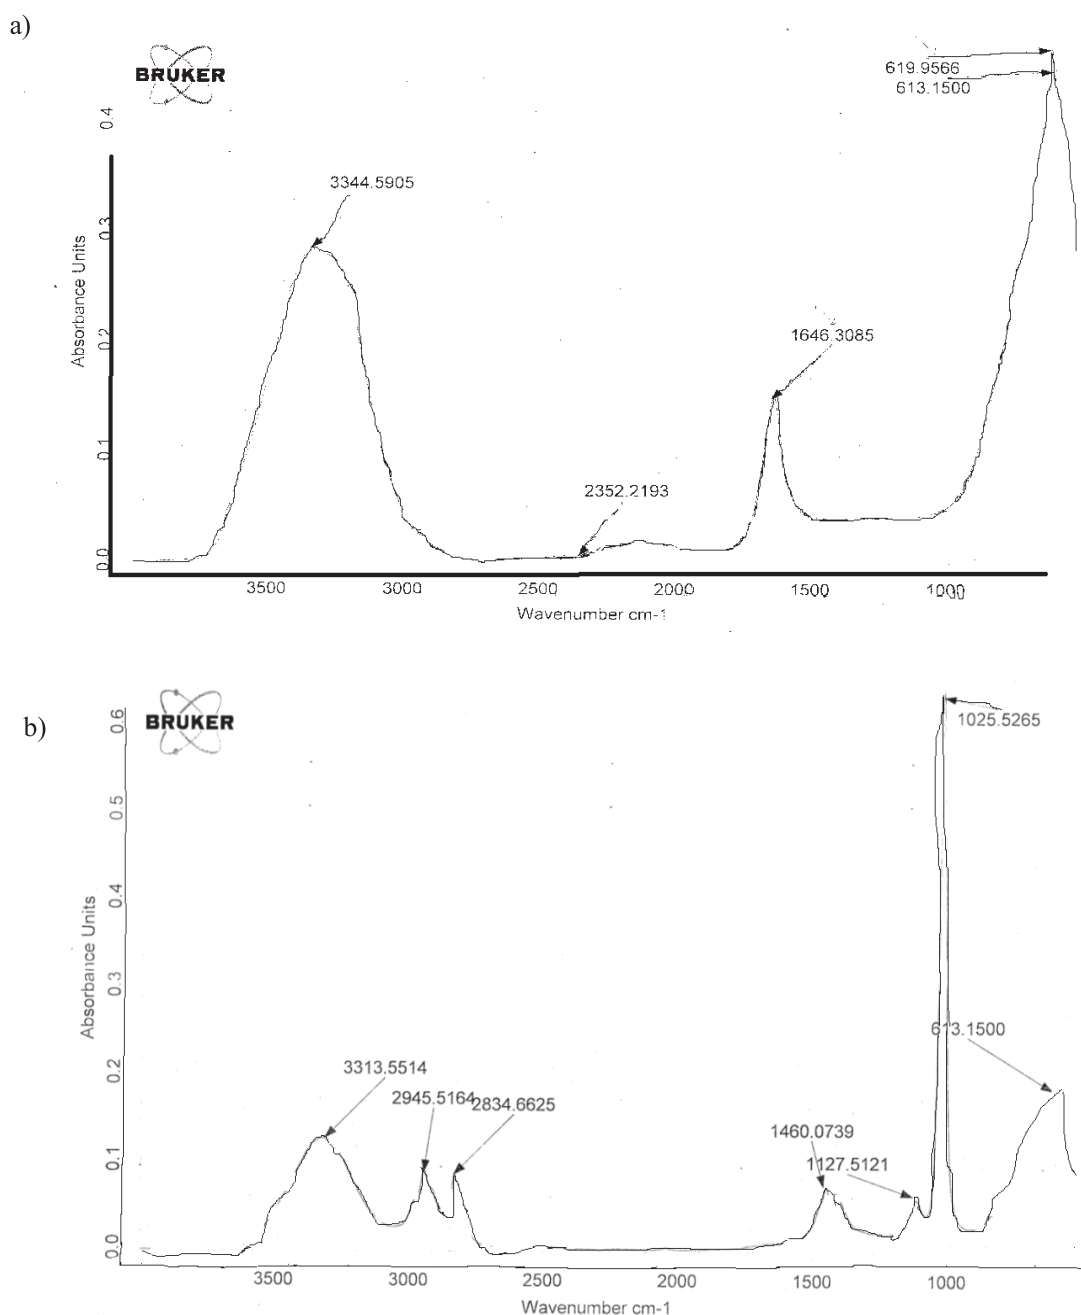 a)
BRUKER
619.9566
613.1500
0.4
3344.5905
0.3
Absorbance Units
0.2
1646.3085
0.1
2352.2193
0.0
3500 3000 2500 2000 1500 1000
Wavenumber cm-1
b)
BRUKER
0.6
1025.5265
0.5
0.4
Absorbance Units
0.3
613.1500
0.2
3313.5514
2945.5164
2834.6625
1460.0739
0.1
1127.5121
0.0
3500 3000 2500 2000 1500 1000
Wavenumber cm-1